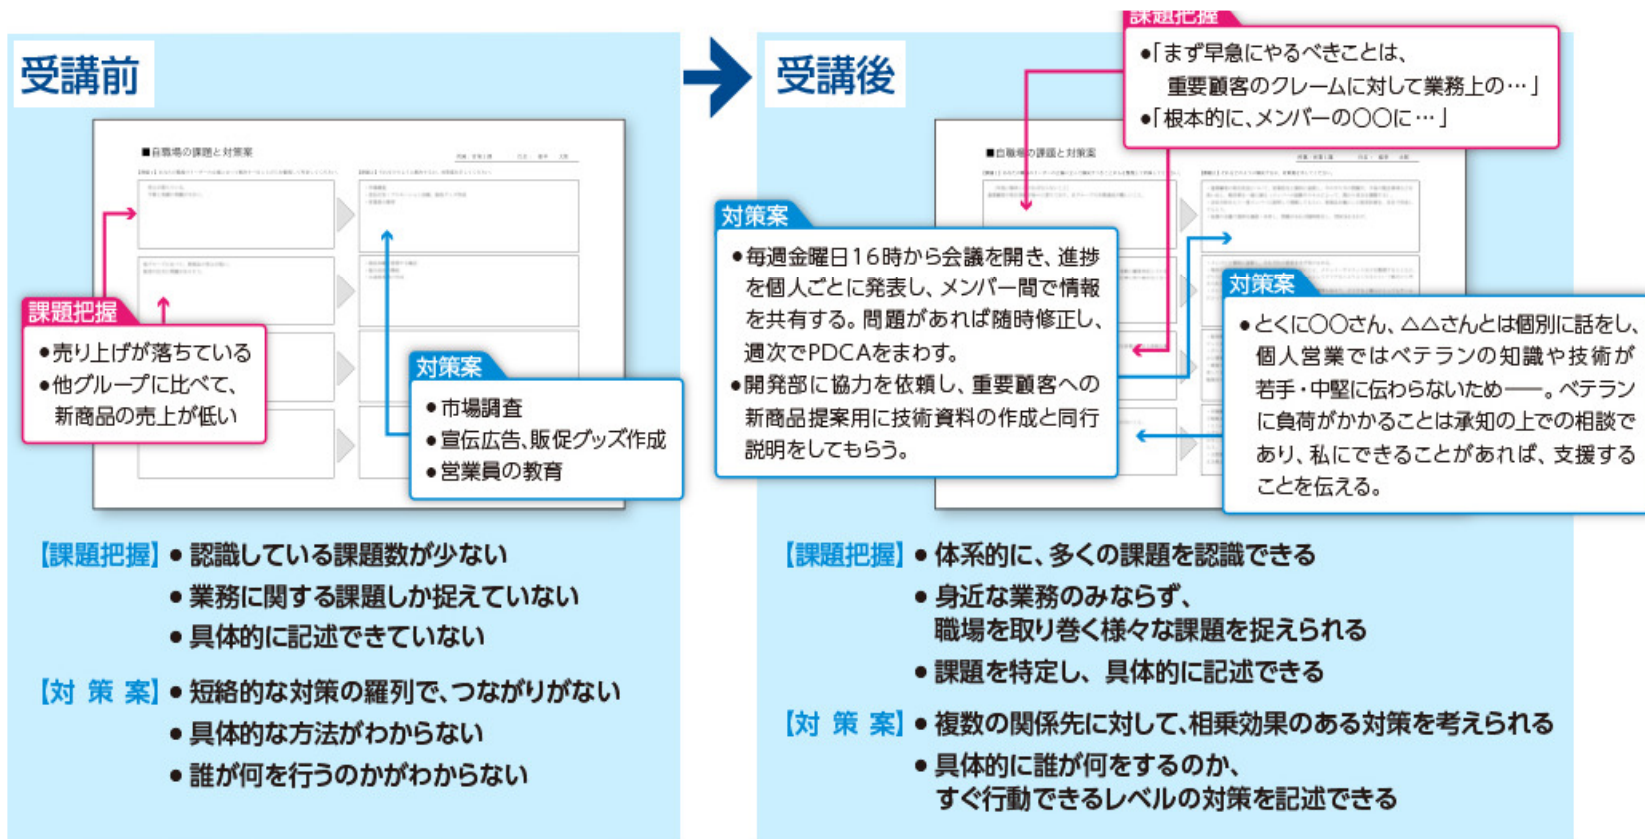 受講前
■自職場の課題と対策案
課題把握
●売り上げが落ちている
●他グループに比べて、
新商品の売上が低い
対策案
●市場調査
●宣伝広告、販促グッズ作成
●営業員の教育
【課題把握】●認識している課題数が少ない
●業務に関する課題しか捉えていない
●具体的に記述できていない
【対策案】●短絡的な対策の羅列で、つながりがない
●具体的な方法がわからない
●誰が何を行うのかがわからない
受講後
■自職場の課題と対策案
課題把握
●「まず早急にやるべきことは、
重要顧客のクレームに対して業務上の…」
●「根本的に、メンバーの〇〇に…」
対策案
●毎週金曜日16時から会議を開き、進捗
を個人ごとに発表し、メンバー間で情報
を共有する。問題があれば随時修正し、
週次でPDCAをまわす。
●開発部に協力を依頼し、重要顧客への
新商品提案用に技術資料の作成と同行
説明をしてもらう。
対策案
●とくに〇〇さん、△△さんとは個別に話をし、
個人営業ではベテランの知識や技術が
若手・中堅に伝わらないため――。ベテラン
に負荷がかかることは承知の上での相談で
あり、私にできることがあれば、支援する
ことを伝える。
【課題把握】●体系的に、多くの課題を認識できる
●身近な業務のみならず、
職場を取り巻く様々な課題を捉えられる
●課題を特定し、具体的に記述できる
【対策案】●複数の関係先に対して、相乗効果のある対策を考えられる
●具体的に誰が何をするのか、
すぐ行動できるレベルの対策を記述できる